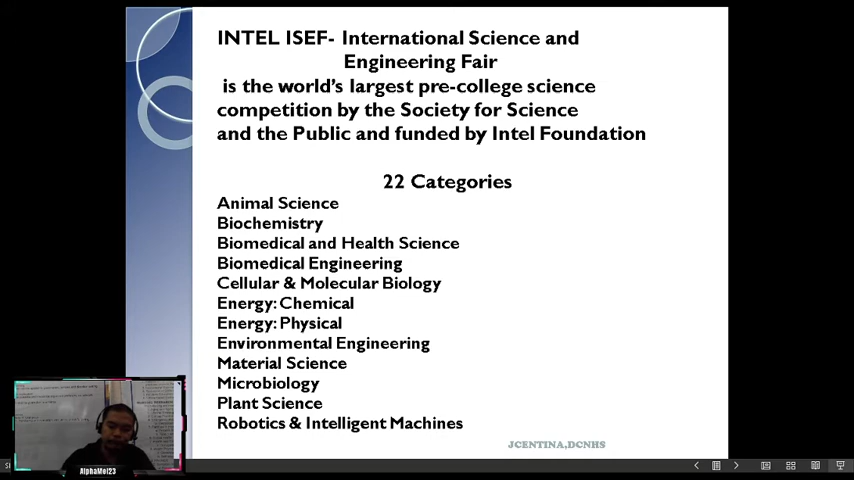 INTEL ISEF- International Science and
Engineering Fair
is the world's largest pre-college science
competition by the Society for Science
and the Public and funded by Intel Foundation
22 Categories
Animal Science
Biochemistry
Biomedical and Health Science
Biomedical Engineering
Cellular & Molecular Biology
Energy: Chemical
Energy: Physical
Environmental Engineering
Material Science
Microbiology
Plant Science
Robotics & Intelligent Machines
JCENTINA,DCNHS
AlphaMel23